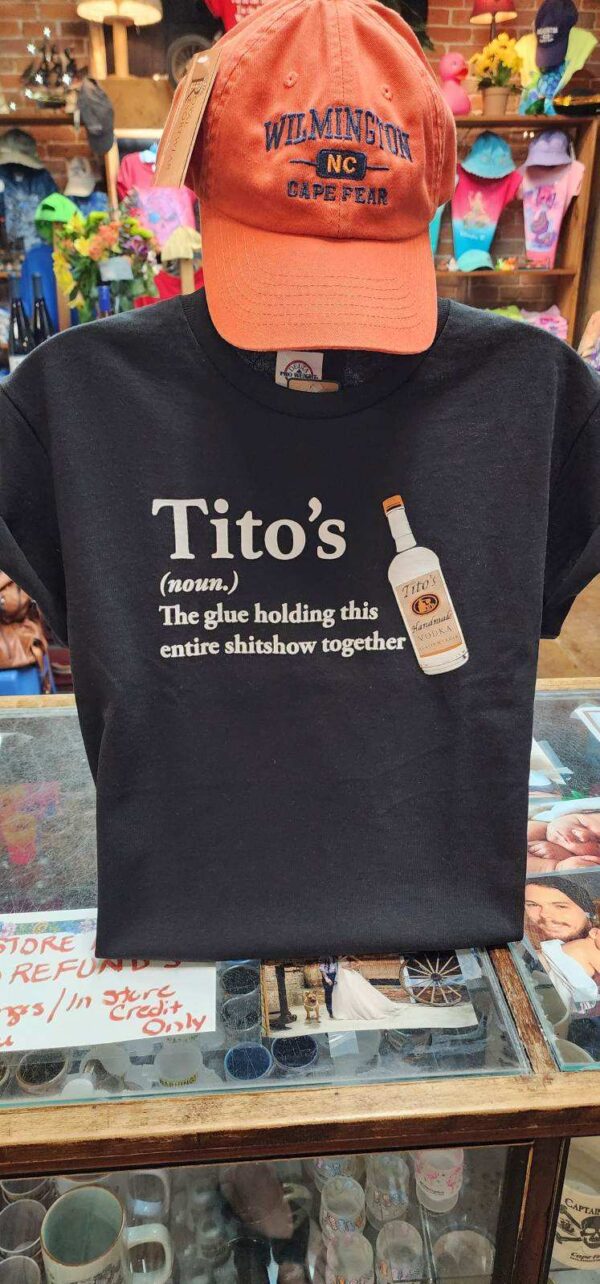 WILMINGTON
NC
CAPE FEAR
Tito's
(noun.)
The glue holding this
entire shitshow together
Tito's
Handmade
VODKA
STORE
REFUNDS
In Store
Credit
Only
CAPTAIN